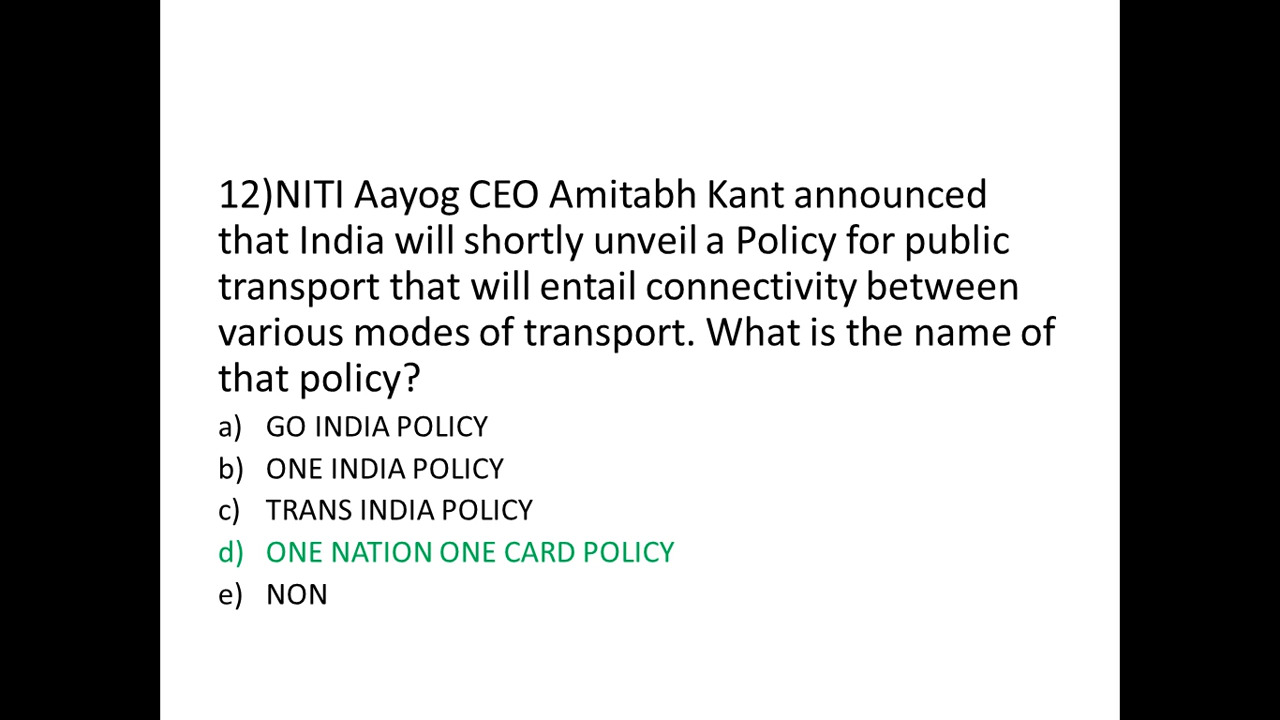 12)NITI Aayog CEO Amitabh Kant announced
that India will shortly unveil a Policy for public
transport that will entail connectivity between
various modes of transport. What is the name of
that policy?
a) GO INDIA POLICY
b) ONE INDIA POLICY
c) TRANS INDIA POLICY
d) ONE NATION ONE CARD POLICY
e) NON